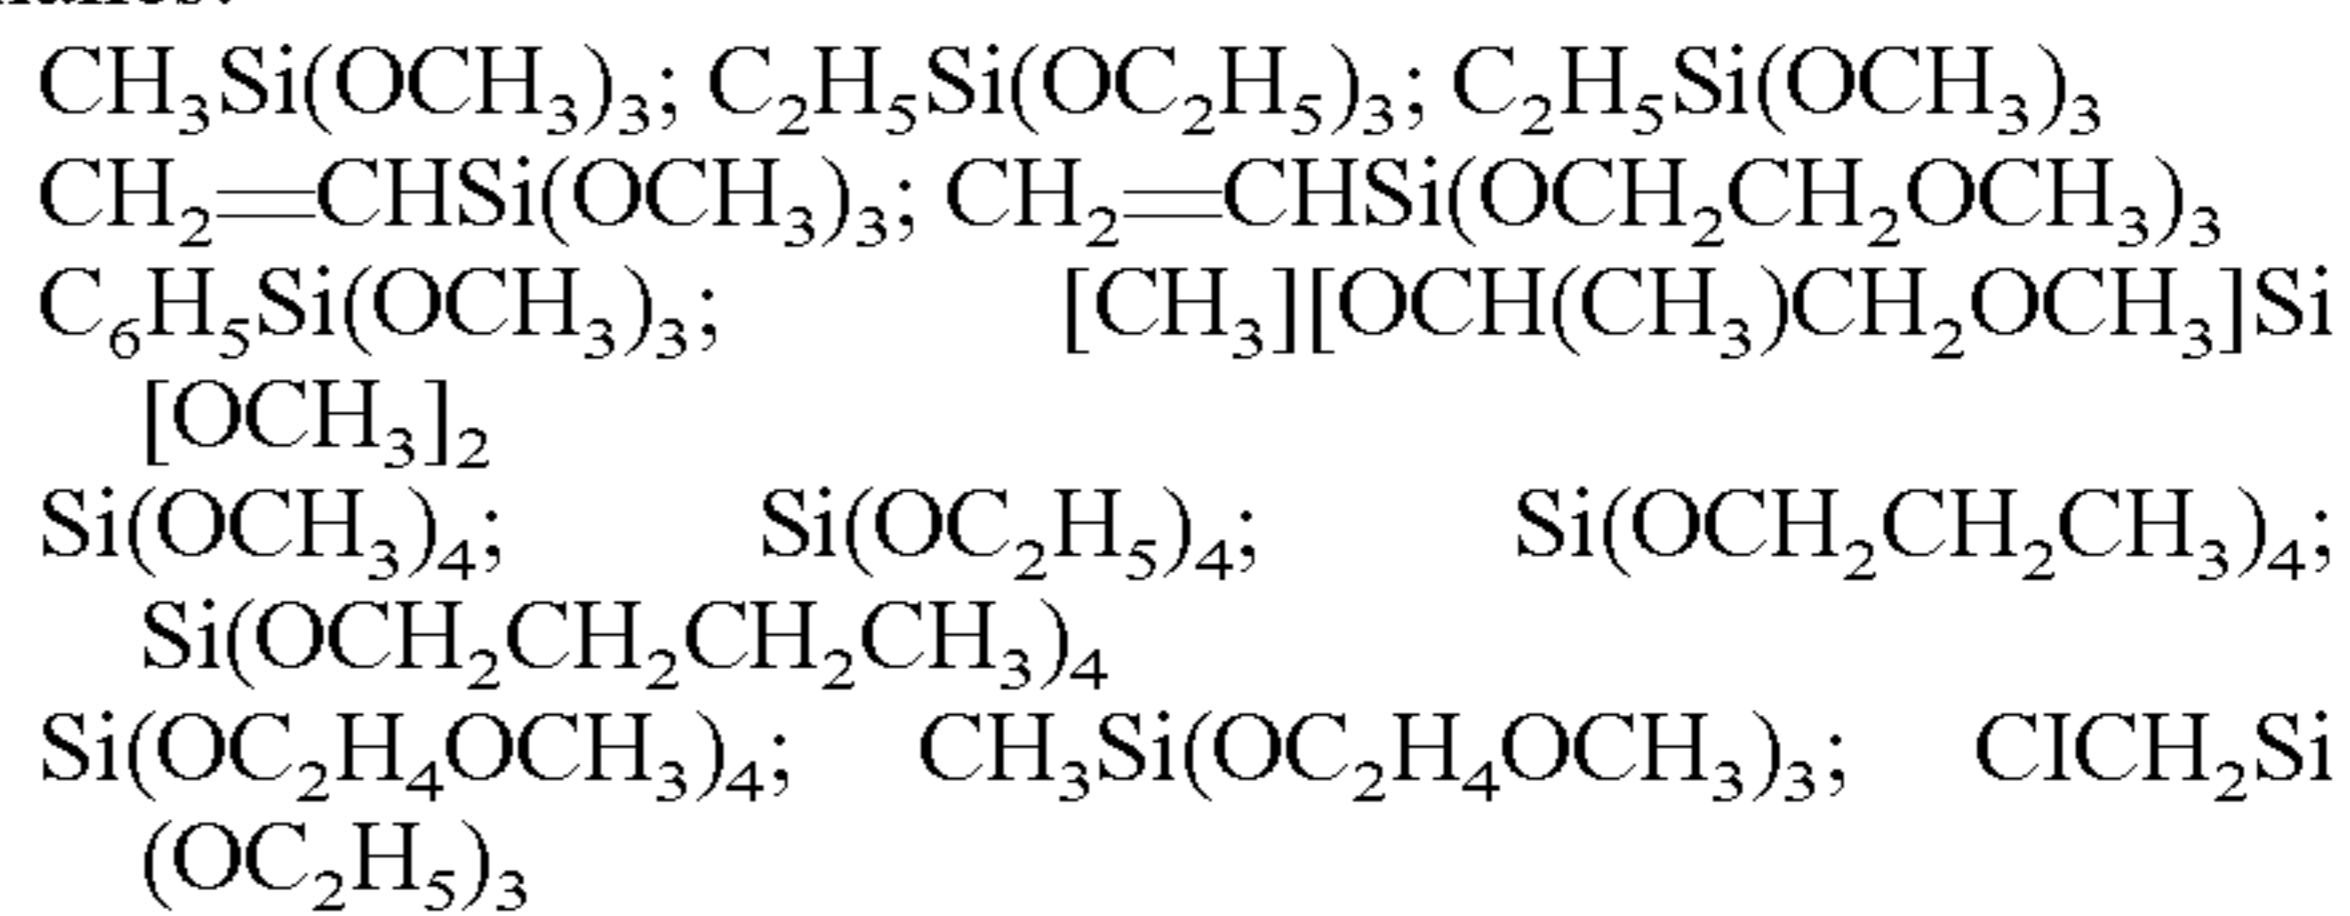 CH₃Si(OCH₃)₃; C₂H₅Si(OC₂H₅)₃; C₂H₅Si(OCH₃)₃
CH₂═CHSi(OCH₃)₃; CH₂═CHSi(OCH₂CH₂OCH₃)₃
C₆H₅Si(OCH₃)₃; [CH₃][OCH(CH₃)CH₂OCH₃]Si
[OCH₃]₂
Si(OCH₃)₄; Si(OC₂H₅)₄; Si(OCH₂CH₂CH₃)₄;
Si(OCH₂CH₂CH₂CH₃)₄
Si(OC₂H₄OCH₃)₄; CH₃Si(OC₂H₄OCH₃)₃; CICH₂Si
(OC₂H₅)₃